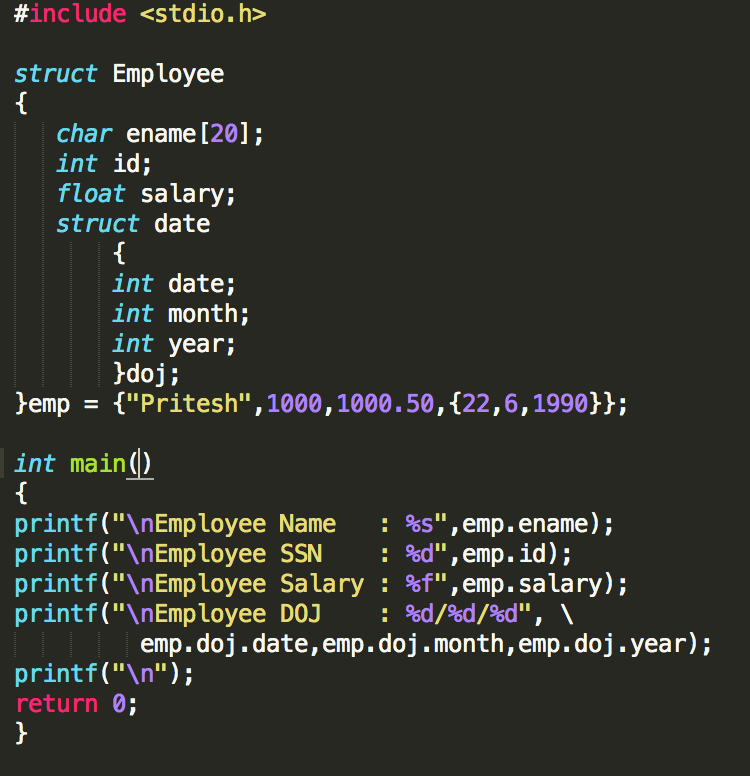 #include <stdio.h>

struct Employee
{
   char ename[20];
   int id;
   float salary;
   struct date
       {
       int date;
       int month;
       int year;
       }doj;
}emp = {"Pritesh",1000,1000.50,{22,6,1990}};

int main()
{
printf("\nEmployee Name   : %s",emp.ename);
printf("\nEmployee SSN    : %d",emp.id);
printf("\nEmployee Salary : %f",emp.salary);
printf("\nEmployee DOJ    : %d/%d/%d", \
         emp.doj.date,emp.doj.month,emp.doj.year);
printf("\n");
return 0;
}